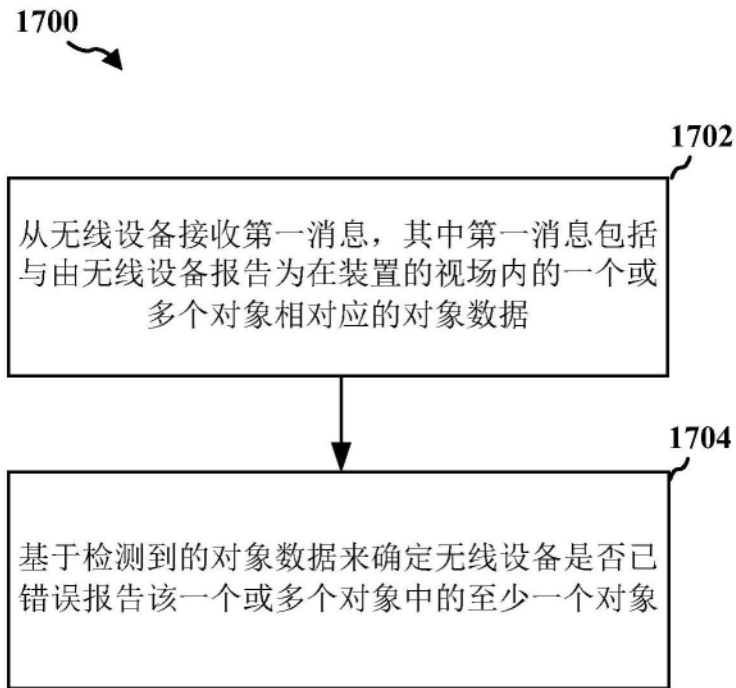 1700
1702
从无线设备接收第一消息，其中第一消息包括
与由无线设备报告为在装置的视场内的一个或
多个对象相对应的对象数据
1704
基于检测到的对象数据来确定无线设备是否已
错误报告该一个或多个对象中的至少一个对象